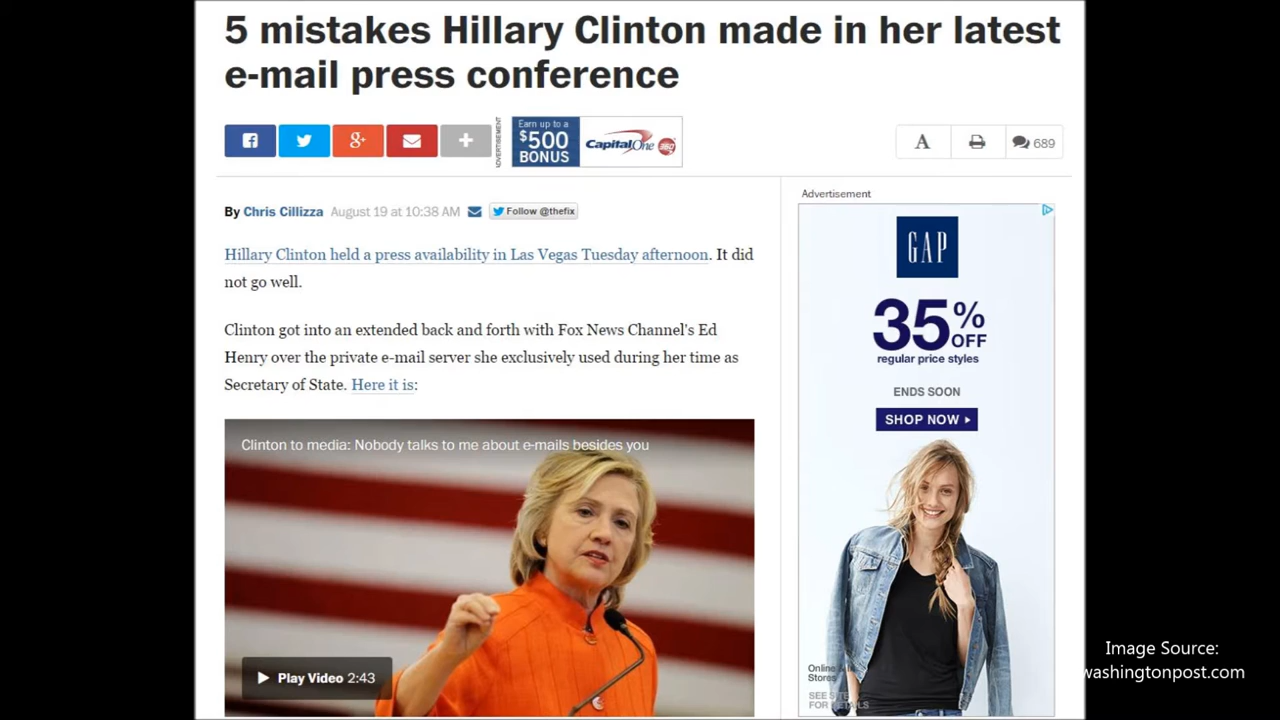 5 mistakes Hillary Clinton made in her latest
e-mail press conference
ADVERTISEMENT
Earn up to a
$500
BONUS
Capital One
360
A
689
By Chris Cillizza August 19 at 10:38 AM
Follow @thefix
Advertisement
Hillary Clinton held a press availability in Las Vegas Tuesday afternoon. It did
not go well.
Clinton got into an extended back and forth with Fox News Channel's Ed
Henry over the private e-mail server she exclusively used during her time as
Secretary of State. Here it is:
Clinton to media: Nobody talks to me about e-mails besides you
Play Video 2:43
GAP
35% OFF
regular price styles
ENDS SOON
SHOP NOW
Online
Stores
SEE
FOR
Image Source:
washingtonpost.com